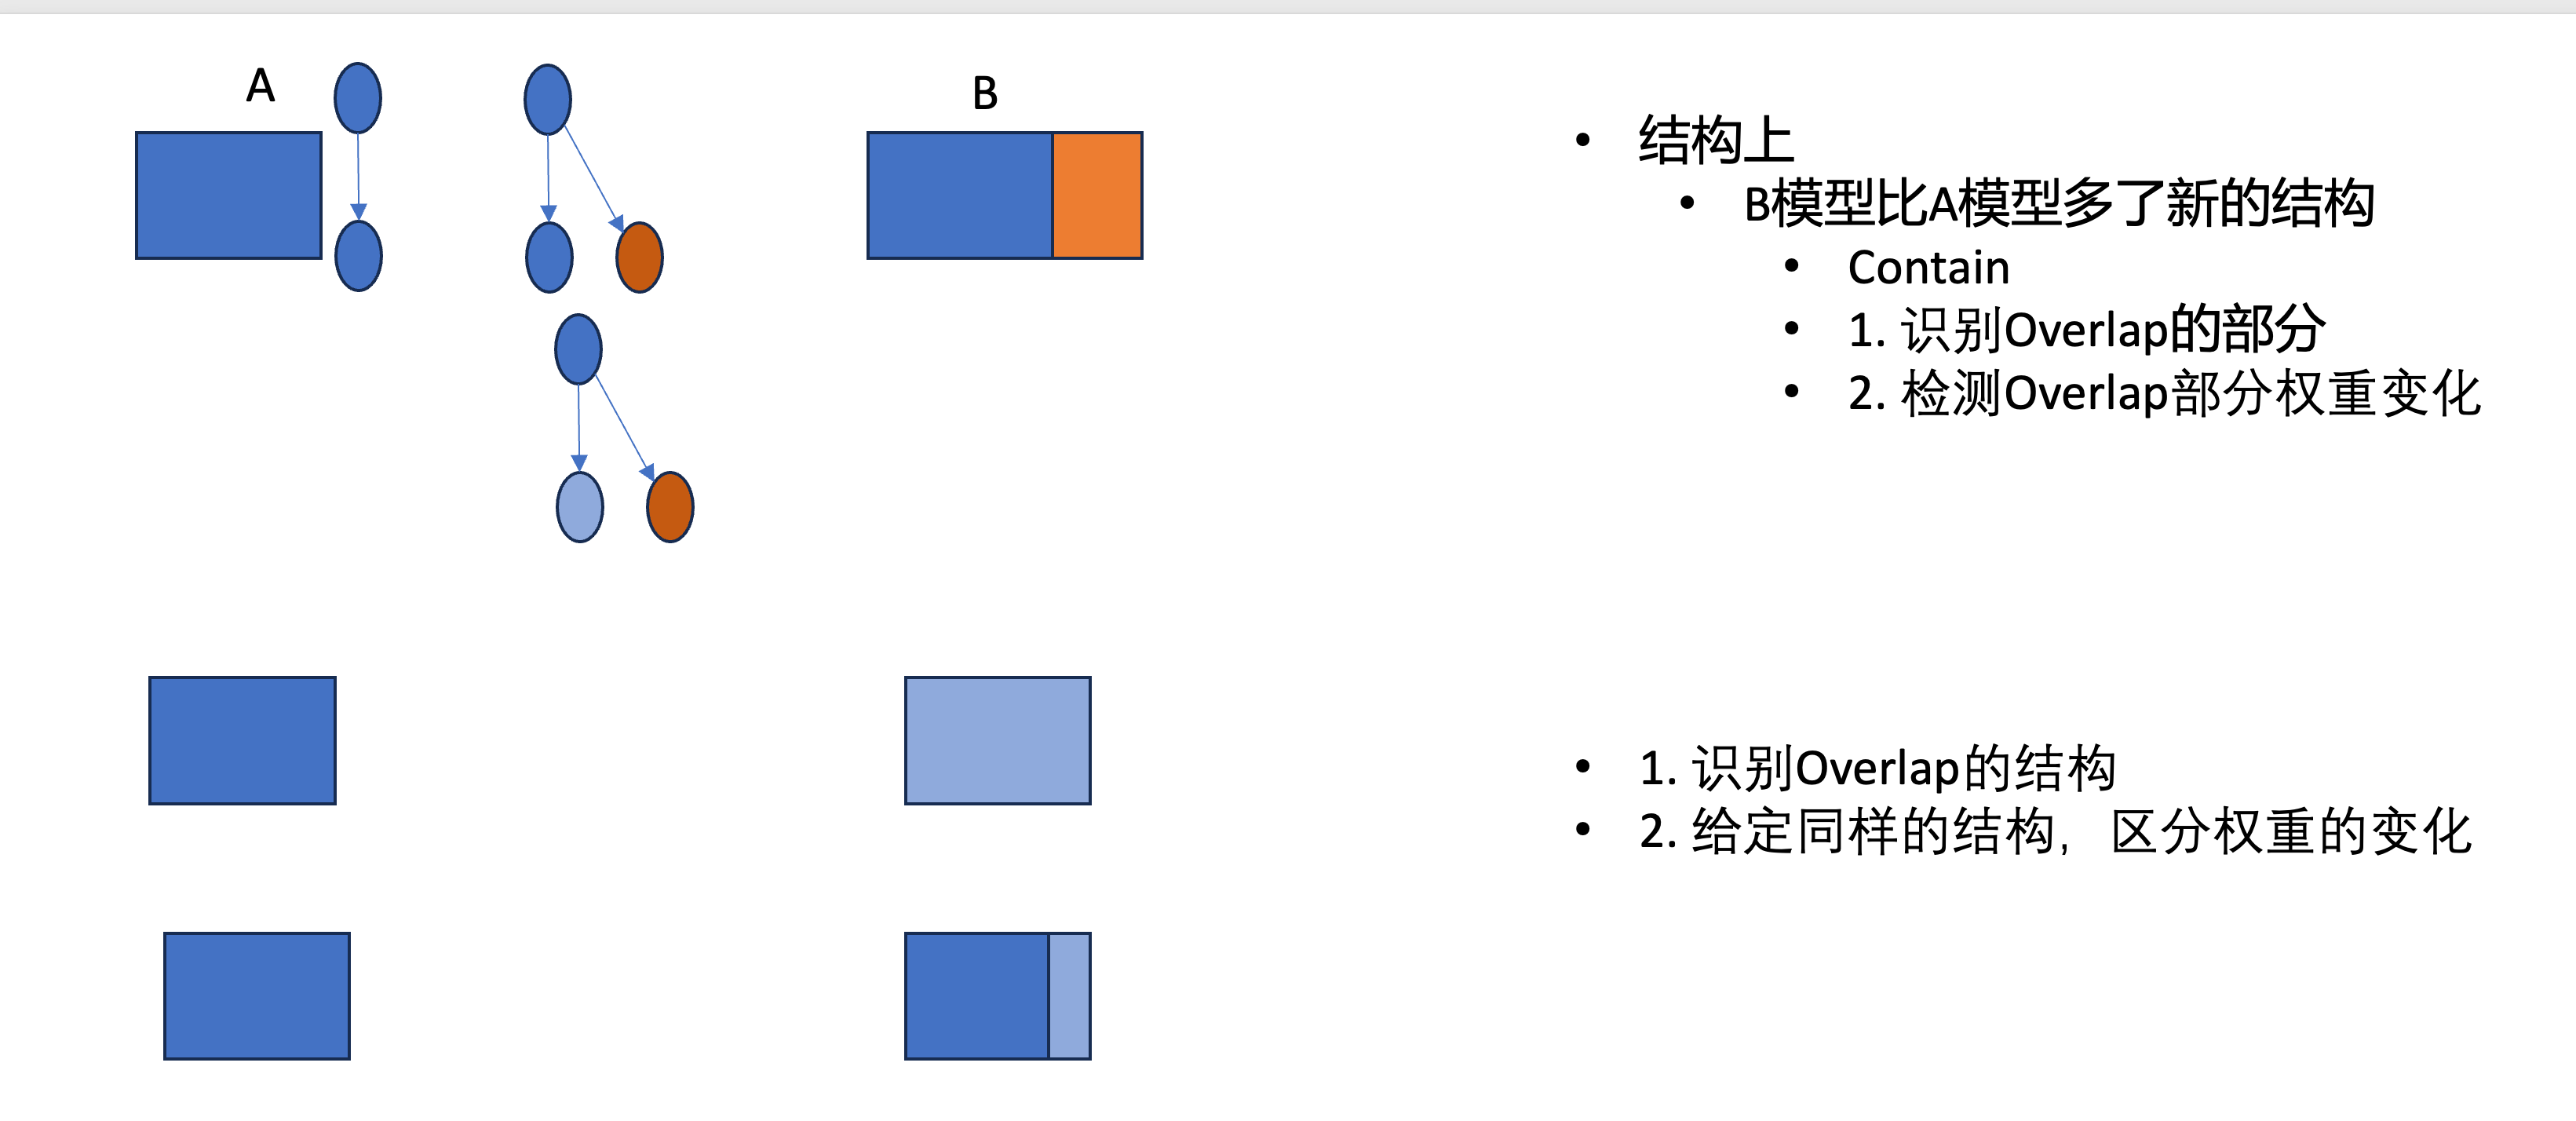 A
B
结构上
B模型比A模型多了新的结构
Contain
1. 识别Overlap的部分
2. 检测Overlap部分权重变化
1. 识别Overlap的结构
2. 给定同样的结构，区分权重的变化